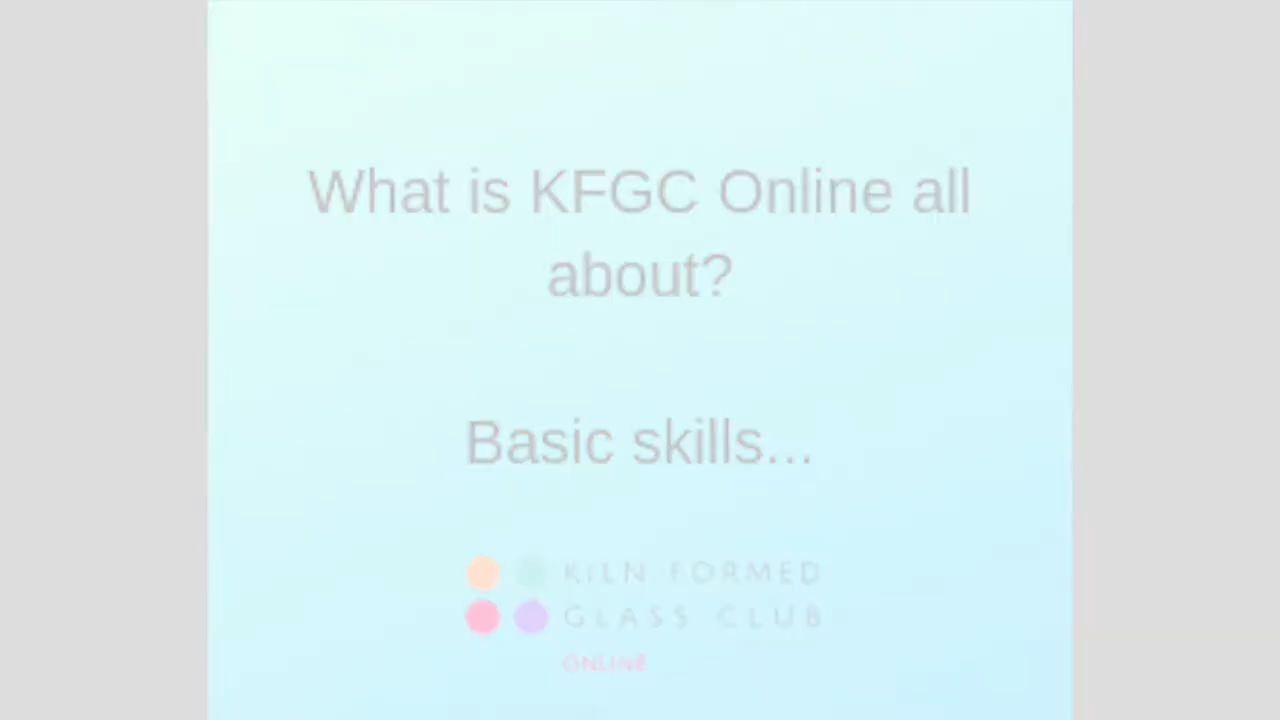 What is KFGC Online all
about?
Basic skills...
KILN FORMED
GLASS CLUB
ONLINE